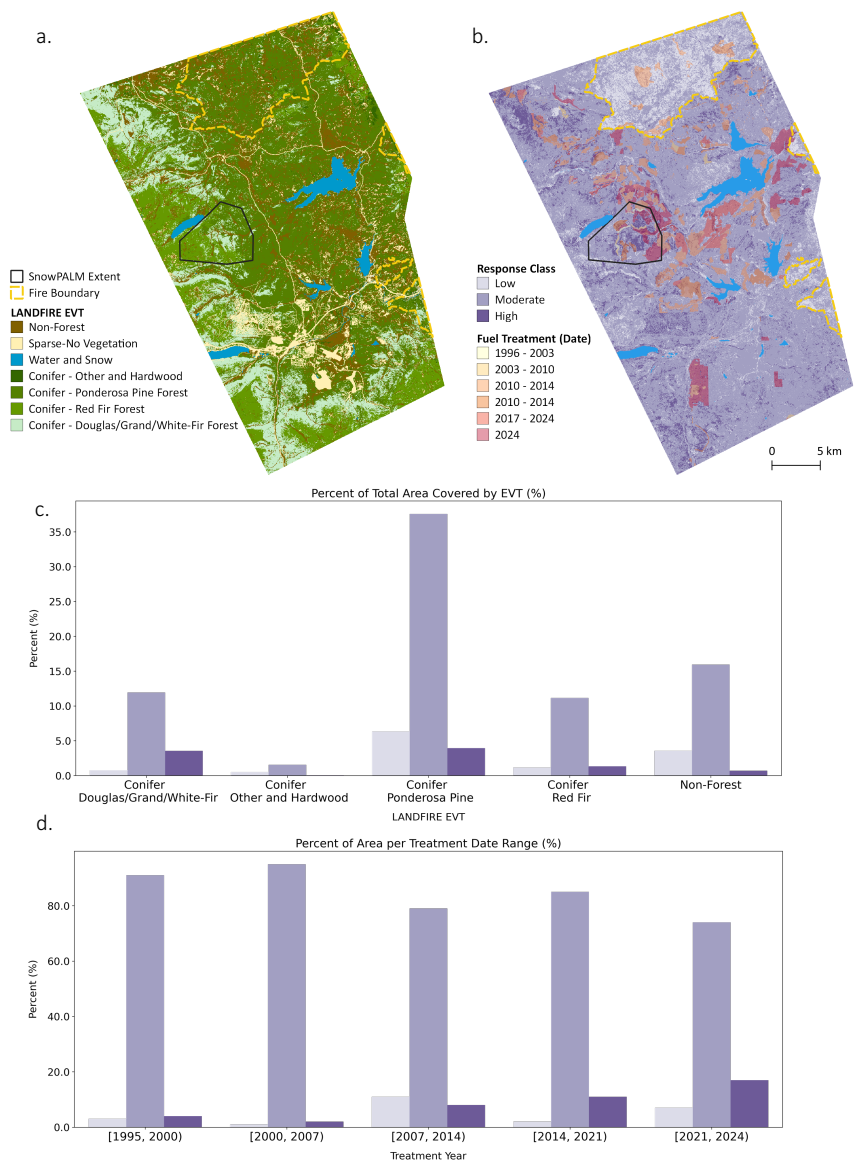 a.
b.
SnowPALM Extent
Fire Boundary
LANDFIRE EVT
Non-Forest
Sparse-No Vegetation
Water and Snow
Conifer - Other and Hardwood
Conifer - Ponderosa Pine Forest
Conifer - Red Fir Forest
Conifer - Douglas/Grand/White-Fir Forest
Response Class
Low
Moderate
High
Fuel Treatment (Date)
1996 - 2003
2003 - 2010
2010 - 2014
2010 - 2014
2017 - 2024
2024
0 5 km
c.
Percent of Total Area Covered by EVT (%)
Percent (%)
35.0
30.0
25.0
20.0
15.0
10.0
5.0
0.0
Conifer
Douglas/Grand/White-Fir
Conifer
Other and Hardwood
Conifer
Ponderosa Pine
Conifer
Red Fir
Non-Forest
LANDFIRE EVT
d.
Percent of Area per Treatment Date Range (%)
Percent (%)
80.0
60.0
40.0
20.0
0.0
[1995, 2000)
[2000, 2007)
[2007, 2014)
[2014, 2021)
[2021, 2024)
Treatment Year